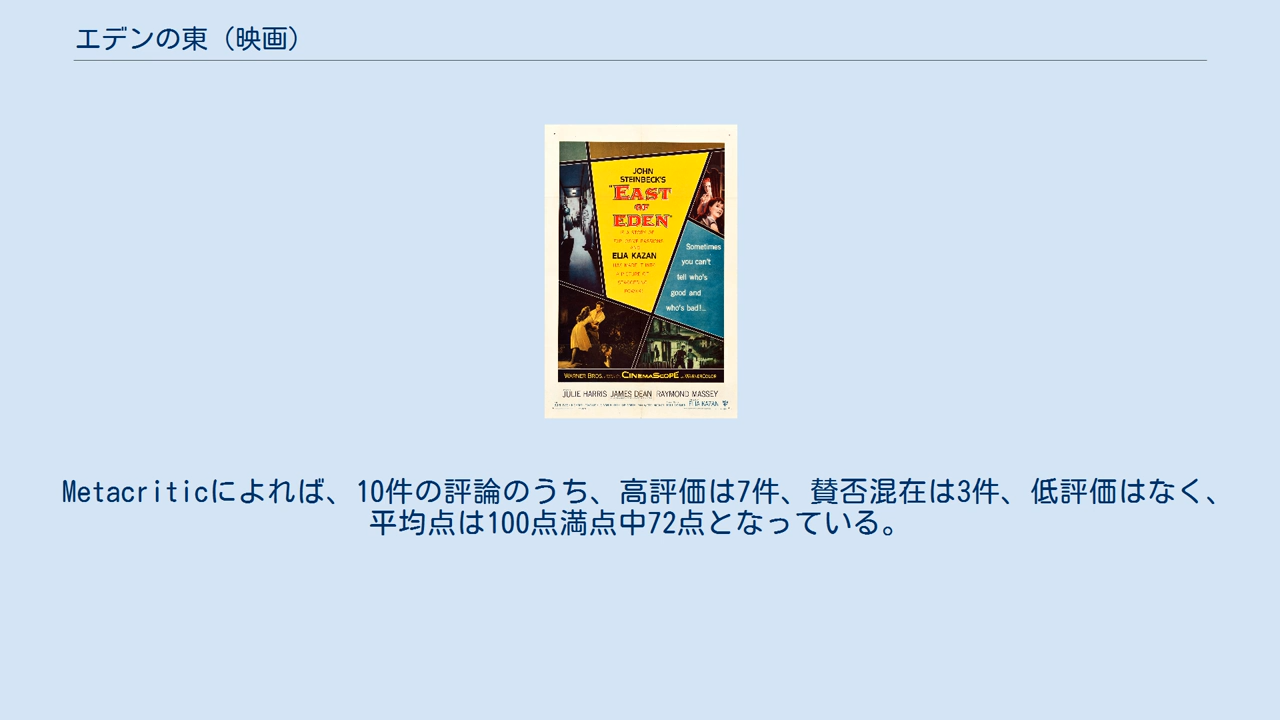 エデンの東（映画）
JOHN
STEINBECK'S
"EAST
OF
EDEN"
ELIA KAZAN
Sometimes
you can't
tell who's
good and
who's bad!..
WARNER BROS. CINEMASCOPE WARNERCOLOR
JULIE HARRIS JAMES DEAN RAYMOND MASSEY
ELIA KAZAN
Metacriticによれば、10件の評論のうち、高評価は7件、賛否混在は3件、低評価はなく、
平均点は100点満点中72点となっている。